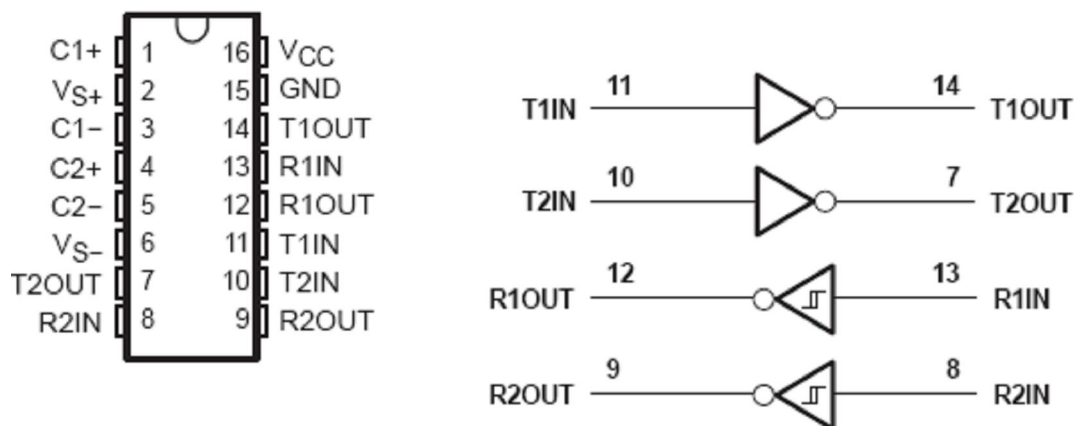 C1+ 1 16 VCC
VS+ 2 15 GND
C1− 3 14 T1OUT
C2+ 4 13 R1IN
C2− 5 12 R1OUT
VS− 6 11 T1IN
T2OUT 7 10 T2IN
R2IN 8 9 R2OUT
T1IN 11 14 T1OUT
T2IN 10 7 T2OUT
R1OUT 12 13 R1IN
R2OUT 9 8 R2IN